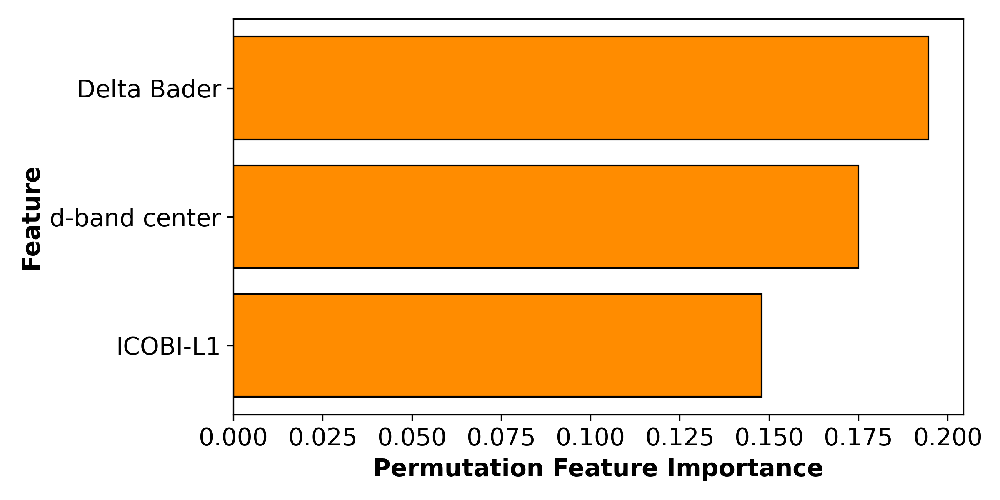 Feature
Delta Bader
d-band center
ICOBI-L1
0.000 0.025 0.050 0.075 0.100 0.125 0.150 0.175 0.200
Permutation Feature Importance